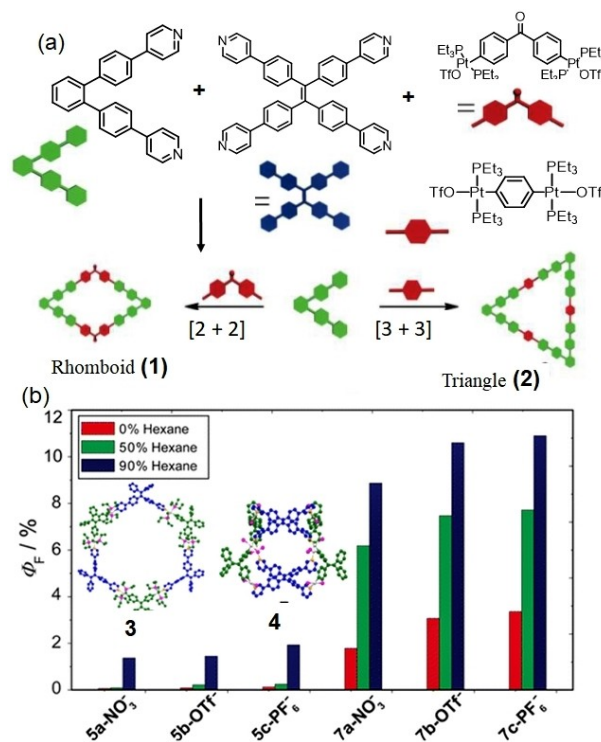 (a)
N
N
N
N
N
N
+
+
O
PEt3
Pt
TfO
PEt2
PEt
Pt
Et2P
OTf
=
=
PEt3
PEt3
TfO
Pt
Pt
OTf
PEt3
PEt3
[2 + 2]
[3 + 3]
Rhomboid (1)
Triangle (2)
(b)
12
10
8
6
4
2
0
ΦF / %
0% Hexane
50% Hexane
90% Hexane
3
4
5a-NO3-
5b-OTf-
5c-PF6-
7a-NO3-
7b-OTf-
7c-PF6-